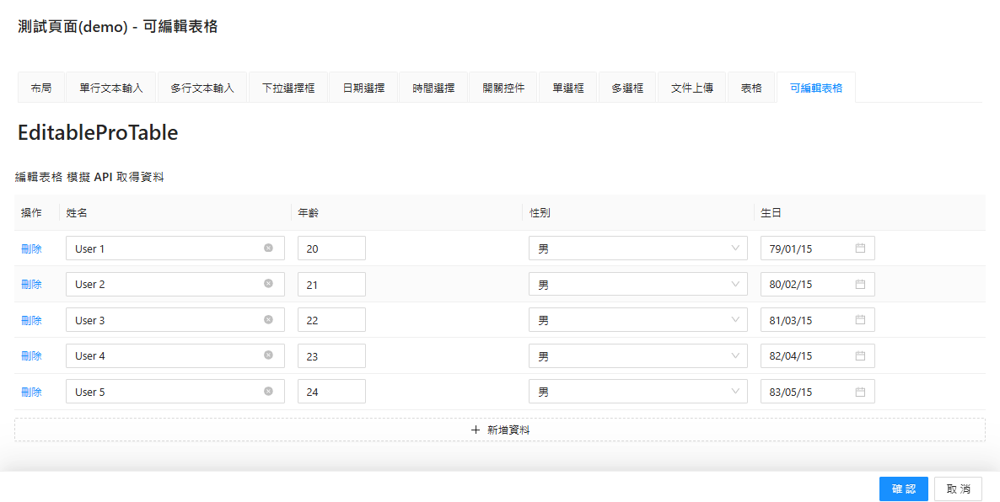 測試頁面(demo) - 可編輯表格
布局 單行文本輸入 多行文本輸入 下拉選擇框 日期選擇 時間選擇 開關控件 單選框 多選框 文件上傳 表格 可編輯表格
EditableProTable
編輯表格 模擬 API 取得資料
操作 姓名 年齡 性別 生日
刪除 User 1 20 男 79/01/15
刪除 User 2 21 男 80/02/15
刪除 User 3 22 男 81/03/15
刪除 User 4 23 男 82/04/15
刪除 User 5 24 男 83/05/15
+ 新增資料
確認 取消